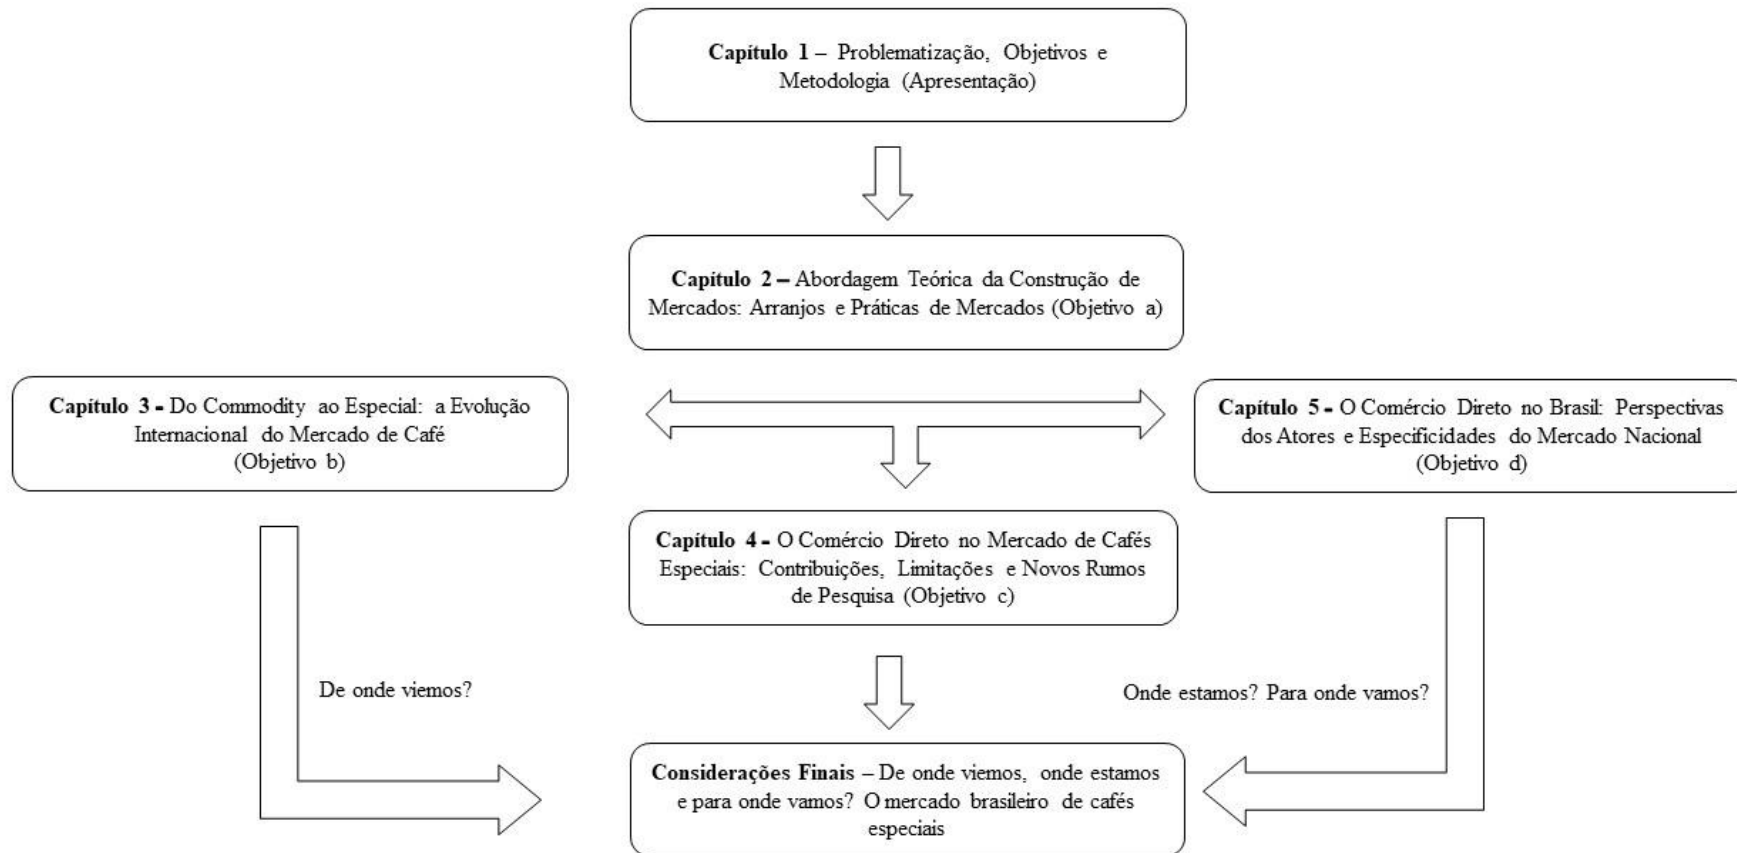 Capítulo 1 – Problematização, Objetivos e
Metodologia (Apresentação)
Capítulo 2 – Abordagem Teórica da Construção de
Mercados: Arranjos e Práticas de Mercados (Objetivo a)
Capítulo 3 - Do Commodity ao Especial: a Evolução
Internacional do Mercado de Café
(Objetivo b)
Capítulo 5 - O Comércio Direto no Brasil: Perspectivas
dos Atores e Especificidades do Mercado Nacional
(Objetivo d)
Capítulo 4 - O Comércio Direto no Mercado de Cafés
Especiais: Contribuições, Limitações e Novos Rumos
de Pesquisa (Objetivo c)
De onde viemos?
Onde estamos? Para onde vamos?
Considerações Finais – De onde viemos, onde estamos
e para onde vamos? O mercado brasileiro de cafés
especiais